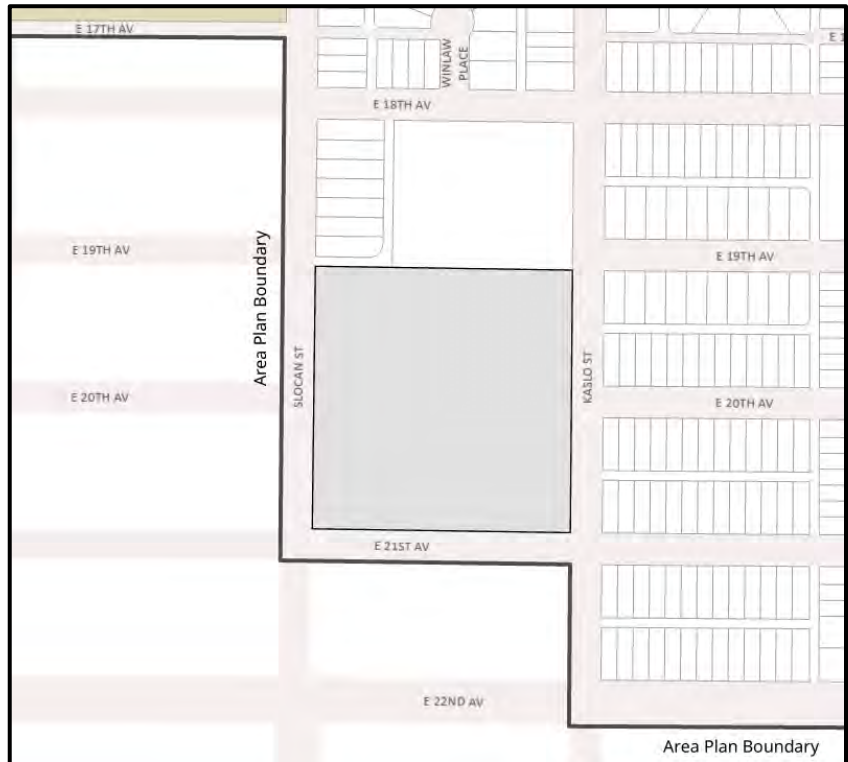 E 17TH AV
E 1
WINLAW
PLACE
E 18TH AV
E 19TH AV
E 19TH AV
Area Plan Boundary
SLOCAN ST
KASLO ST
E 20TH AV
E 20TH AV
E 21ST AV
E 22ND AV
Area Plan Boundary